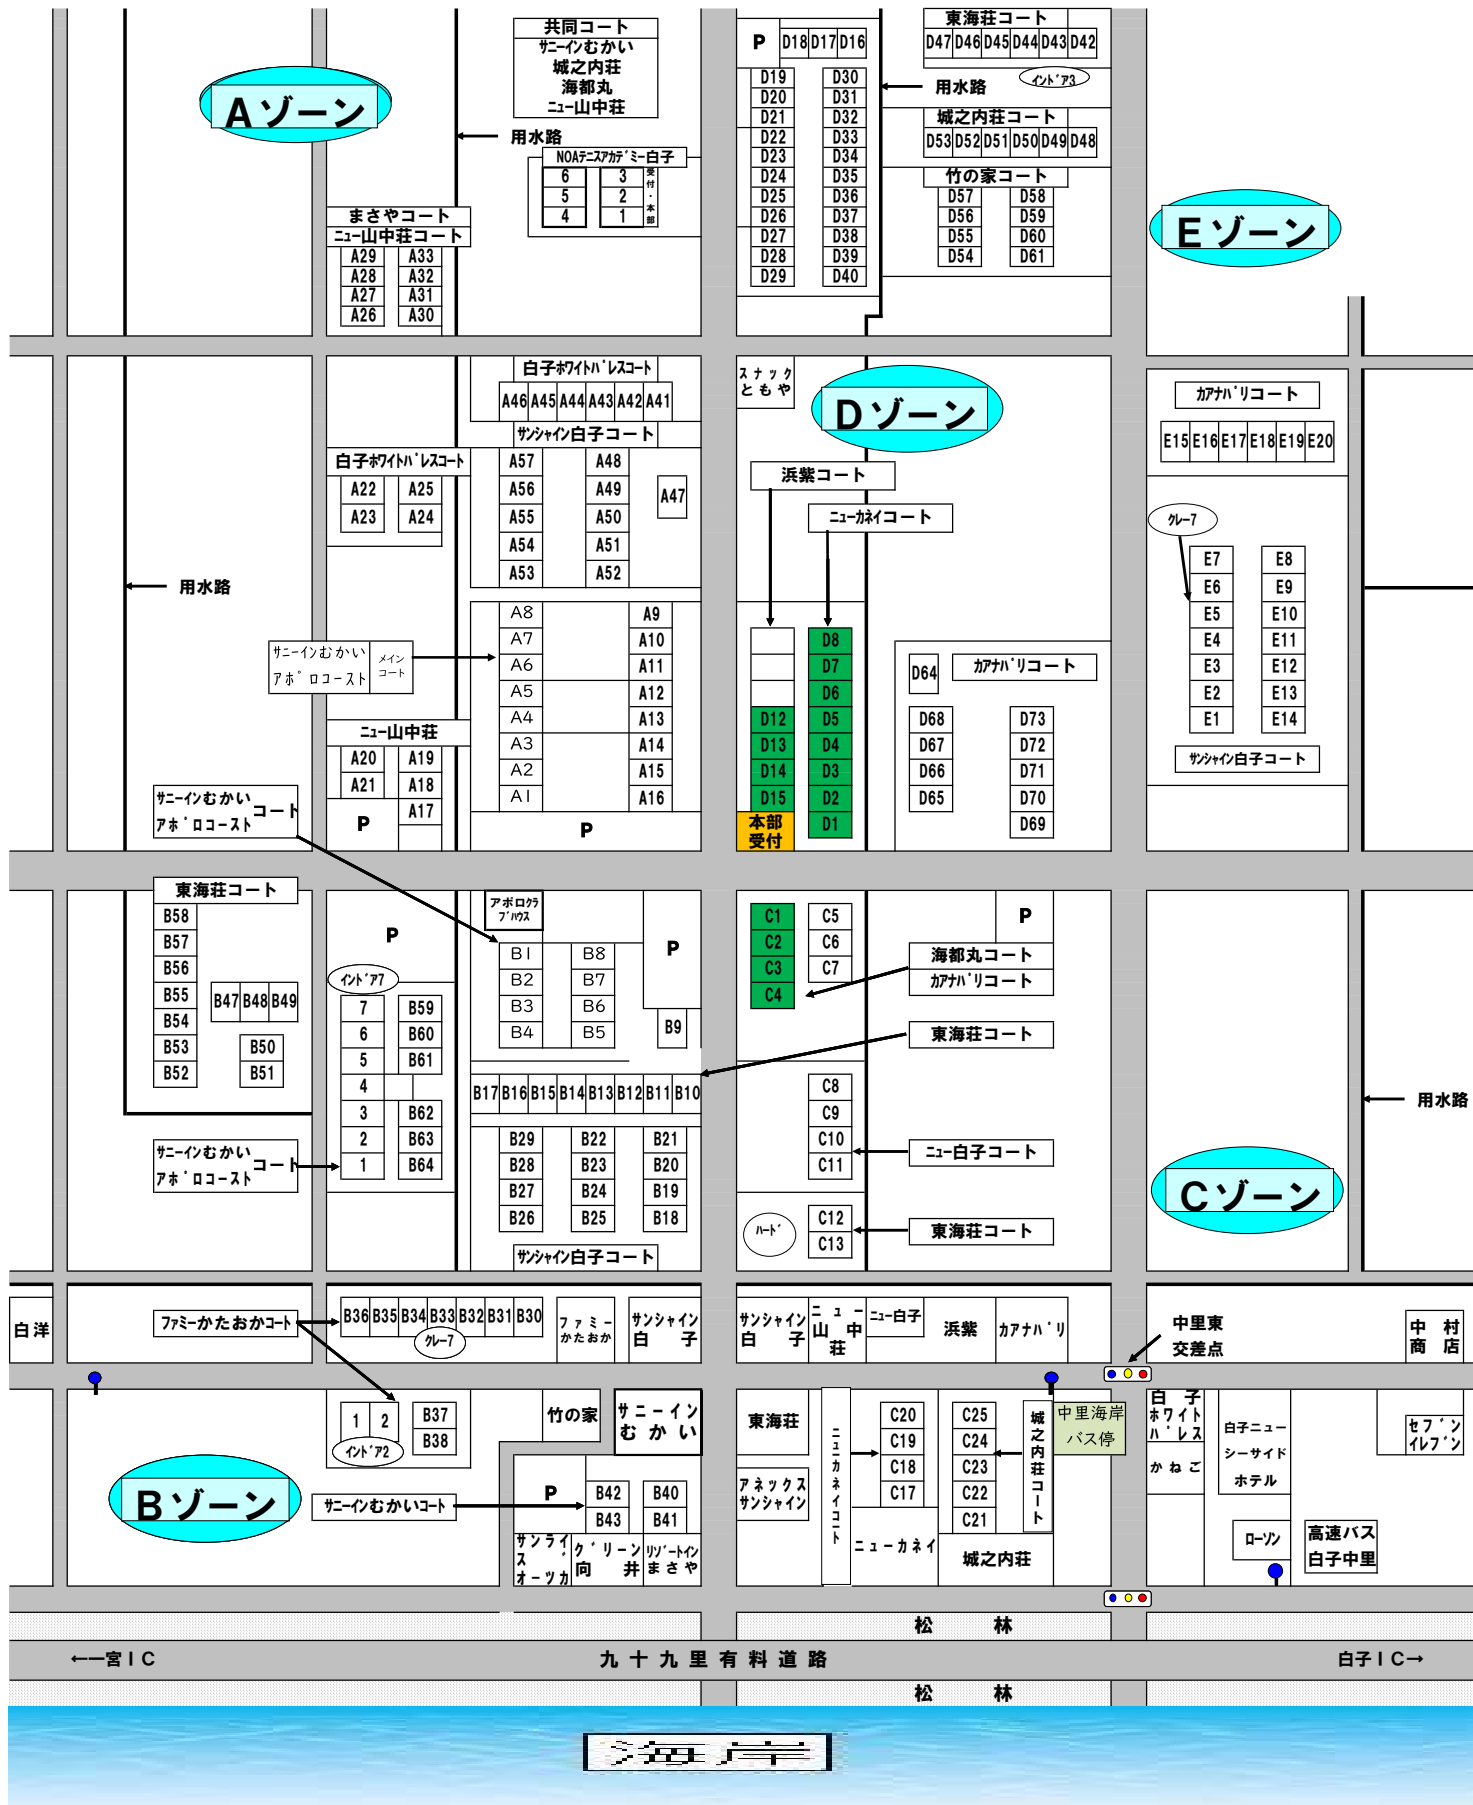 共同コート
サニーインむかい
城之内荘
海都丸
ニュー山中荘
Aゾーン
用水路
NOAテニスアカデミー白子
6 3
5 2
4 1
受付・本部
まさやコート
ニュー山中荘コート
A29 A33
A28 A32
A27 A31
A26 A30
P
D18 D17 D16
D19 D30
D20 D31
D21 D32
D22 D33
D23 D34
D24 D35
D25 D36
D26 D37
D27 D38
D28 D39
D29 D40
東海荘コート
D47 D46 D45 D44 D43 D42
インドア3
用水路
城之内荘コート
D53 D52 D51 D50 D49 D48
竹の家コート
D57 D58
D56 D59
D55 D60
D54 D61
Eゾーン
白子ホワイトパレスコート
A46 A45 A44 A43 A42 A41
サンシャイン白子コート
白子ホワイトパレスコート
A22 A25
A23 A24
A57 A48
A56 A49
A55 A50
A54 A51
A53 A52
A47
用水路
A8 A9
A7 A10
A6 A11
A5 A12
A4 A13
A3 A14
A2 A15
A1 A16
サニーインむかい
アポロコースト
メイン
コート
ニュー山中荘
A20 A19
A21 A18
A17
P
P
サニーインむかい
アポロコースト
コート
スナック
ともや
Dゾーン
浜紫コート
ニューカネイコート
D8
D7
D6
D12 D5
D13 D4
D14 D3
D15 D2
D1
本部
受付
D64
カアナパリコート
D68 D73
D67 D72
D66 D71
D65 D70
D69
カアナパリコート
E15 E16 E17 E18 E19 E20
クレー7
E7 E8
E6 E9
E5 E10
E4 E11
E3 E12
E2 E13
E1 E14
サンシャイン白子コート
東海荘コート
B58
B57
B56
B55
B54
B53
B52
B47 B48 B49
B50
B51
P
インドア7
7 B59
6 B60
5 B61
4
3 B62
2 B63
1 B64
サニーインむかい
アポロコースト
コート
アポロクラ
ブハウス
B1 B8
B2 B7
B3 B6
B4 B5
P
B9
B17 B16 B15 B14 B13 B12 B11 B10
B29 B22 B21
B28 B23 B20
B27 B24 B19
B26 B25 B18
サンシャイン白子コート
C1 C5
C2 C6
C3 C7
C4
P
海都丸コート
カアナパリコート
東海荘コート
C8
C9
C10
C11
ニュー白子コート
ハード
C12
C13
東海荘コート
用水路
Cゾーン
白洋
ファミーかたおかコート
B36 B35 B34 B33 B32 B31 B30
クレー7
ファミー
かたおか
サンシャイン
白 子
サンシャイン
白 子
ニュー
山中
荘
ニュー白子
浜紫
カアナパリ
中里東
交差点
中 村
商 店
1 2
インドア2
B37
B38
竹の家
サニーイン
むかい
Bゾーン
サニーインむかいコート
P
B42 B40
B43 B41
サンライ
ズ
オーツカ
グリーン
向 井
リゾートイン
まさや
東海荘
アネックス
サンシャイン
ニューカネイコート
C20
C19
C18
C17
ニューカネイ
C25
C24
C23
C22
C21
城之内荘コート
城之内荘
中里海岸
バス停
白 子
ホワイト
パレス
かねご
白子ニュー
シーサイド
ホテル
セブン
イレブン
ローソン
高速バス
白子中里
松 林
←一宮IC
九十九里有料道路
白子IC→
松 林
海岸